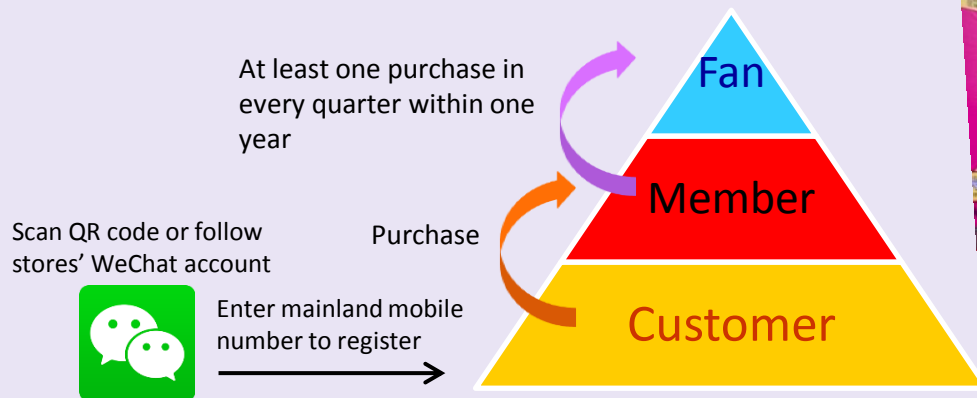 At least one purchase in
every quarter within one
year
Fan
Member
Purchase
Customer
Scan QR code or follow
stores’ WeChat account
Enter mainland mobile
number to register